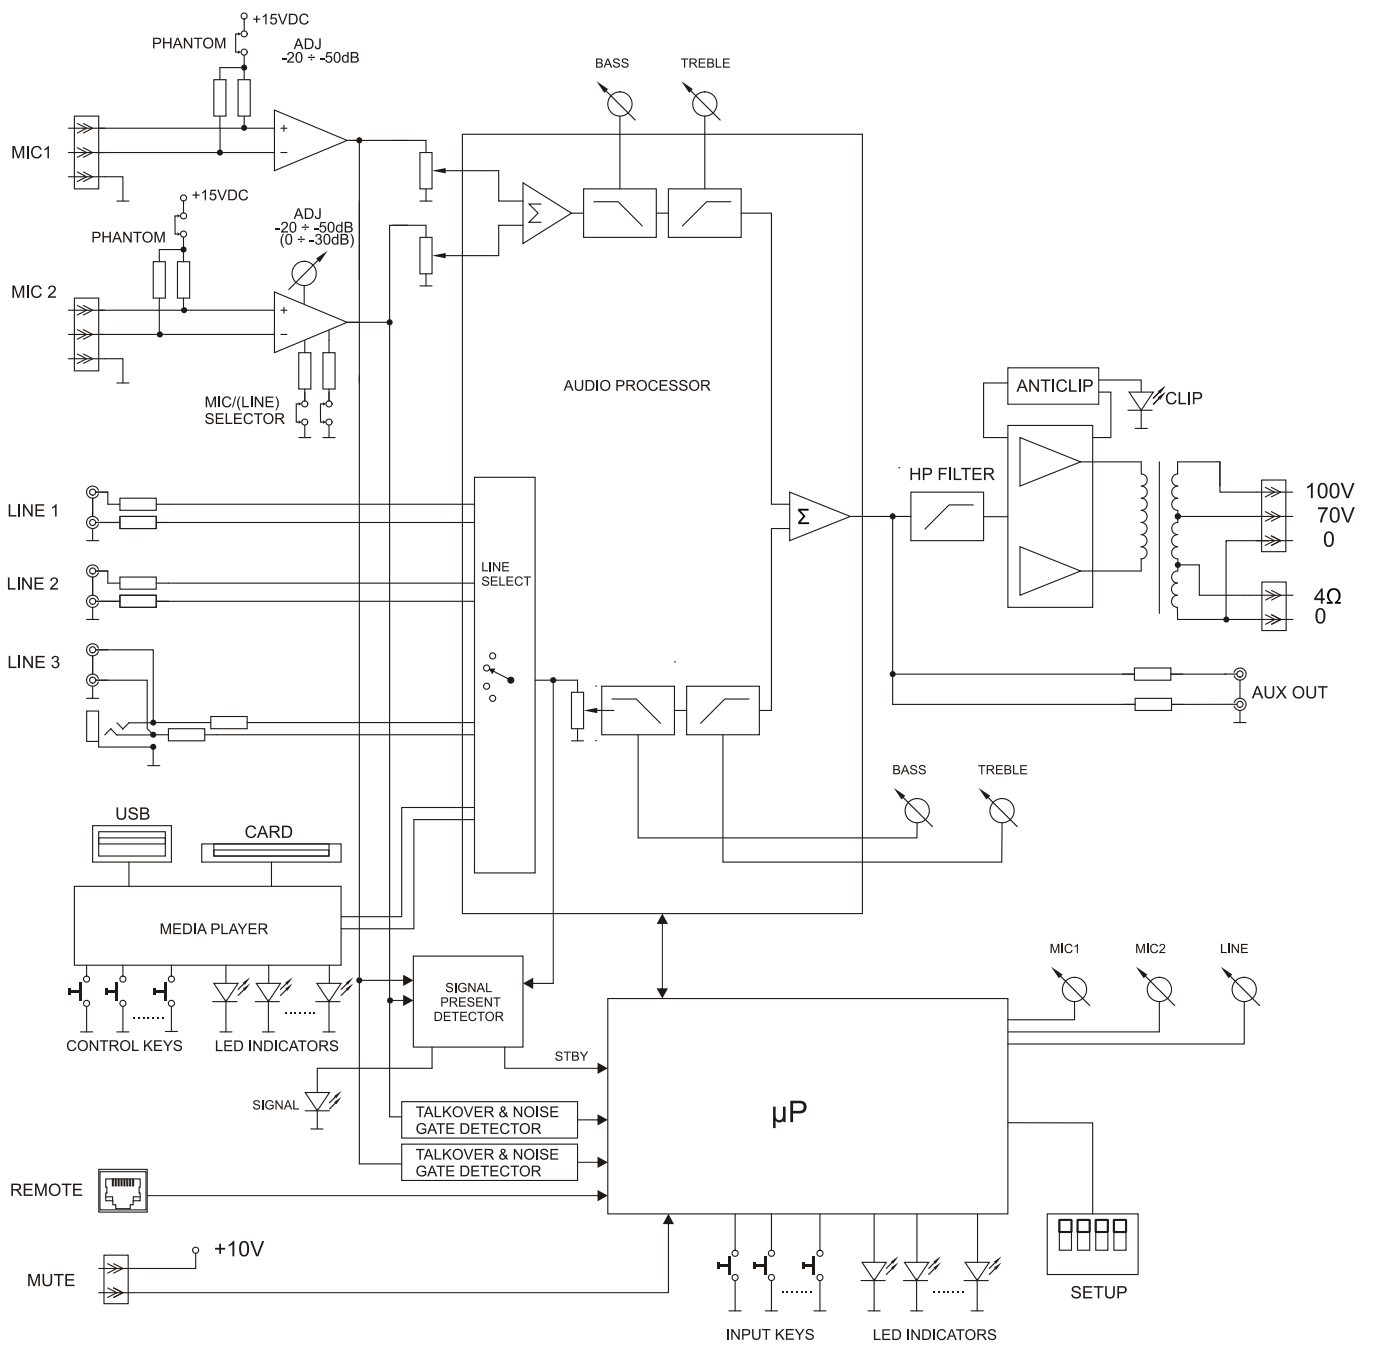 +15VDC
PHANTOM
ADJ
-20 ÷ -50dB
MIC1
+
−
BASS
TREBLE
+15VDC
PHANTOM
ADJ
-20 ÷ -50dB
(0 ÷ -30dB)
MIC 2
+
−
Σ
MIC/(LINE)
SELECTOR
AUDIO PROCESSOR
ANTICLIP
CLIP
HP FILTER
LINE 1
LINE 2
LINE 3
LINE
SELECT
Σ
100V
70V
0
4Ω
0
AUX OUT
BASS
TREBLE
USB
CARD
MEDIA PLAYER
CONTROL KEYS
LED INDICATORS
SIGNAL
PRESENT
DETECTOR
MIC1
MIC2
LINE
STBY
SIGNAL
TALKOVER & NOISE
GATE DETECTOR
TALKOVER & NOISE
GATE DETECTOR
µP
REMOTE
+10V
MUTE
INPUT KEYS
LED INDICATORS
SETUP